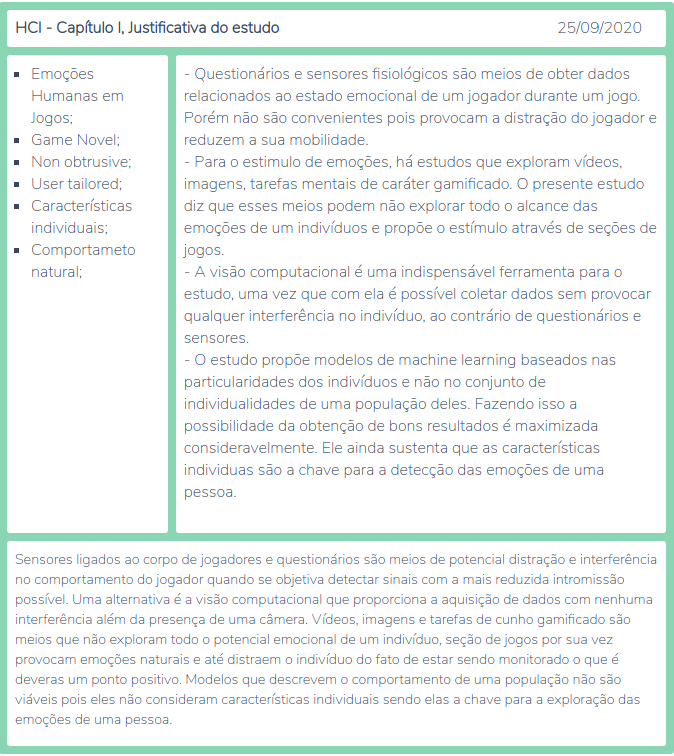 HCI - Capítulo I, Justificativa do estudo 25/09/2020
Emoções
Humanas em
Jogos;
Game Novel;
Non obtrusive;
User tailored;
Características
individuais;
Comportameto
natural;
- Questionários e sensores fisiológicos são meios de obter dados
relacionados ao estado emocional de um jogador durante um jogo.
Porém não são convenientes pois provocam a distração do jogador e
reduzem a sua mobilidade.
- Para o estimulo de emoções, há estudos que exploram vídeos,
imagens, tarefas mentais de caráter gamificado. O presente estudo
diz que esses meios podem não explorar todo o alcance das
emoções de um indivíduos e propõe o estímulo através de seções de
jogos.
- A visão computacional é uma indispensável ferramenta para o
estudo, uma vez que com ela é possível coletar dados sem provocar
qualquer interferência no indivíduo, ao contrário de questionários e
sensores.
- O estudo propõe modelos de machine learning baseados nas
particularidades dos indivíduos e não no conjunto de
individualidades de uma população deles. Fazendo isso a
possibilidade da obtenção de bons resultados é maximizada
consideravelmente. Ele ainda sustenta que as características
individuas são a chave para a detecção das emoções de uma
pessoa.
Sensores ligados ao corpo de jogadores e questionários são meios de potencial distração e interferência
no comportamento do jogador quando se objetiva detectar sinais com a mais reduzida intromissão
possível. Uma alternativa é a visão computacional que proporciona a aquisição de dados com nenhuma
interferência além da presença de uma câmera. Vídeos, imagens e tarefas de cunho gamificado são
meios que não exploram todo o potencial emocional de um indivíduo, seção de jogos por sua vez
provocam emoções naturais e até distraem o indivíduo do fato de estar sendo monitorado o que é
deveras um ponto positivo. Modelos que descrevem o comportamento de uma população não são
viáveis pois eles não consideram características individuais sendo elas a chave para a exploração das
emoções de uma pessoa.